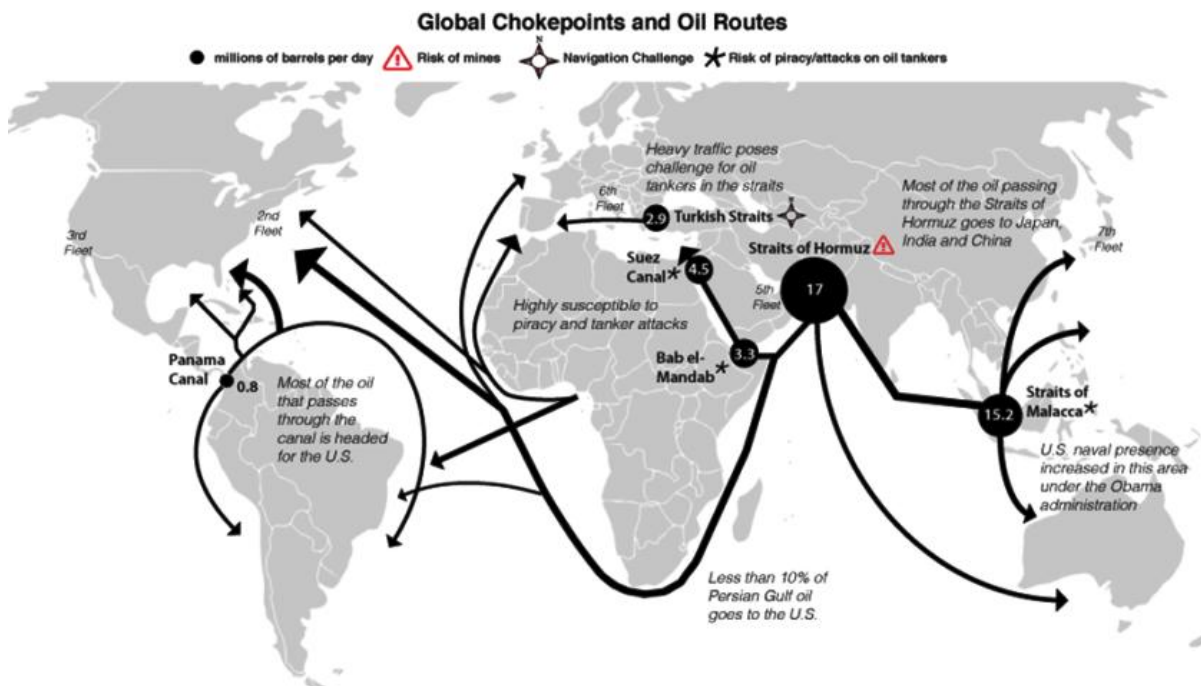 Global Chokepoints and Oil Routes
millions of barrels per day
Risk of mines
N
Navigation Challenge
Risk of piracy/attacks on oil tankers
Heavy traffic poses
challenge for oil
tankers in the straits
6th
Fleet
2.9
Turkish Straits
Most of the oil passing
through the Straits of
Hormuz goes to Japan,
India and China
7th
Fleet
2nd
Fleet
3rd
Fleet
Suez
Canal*
4.5
Straits of Hormuz
5th
Fleet
17
Highly susceptible to
piracy and tanker attacks
Bab el-
Mandab*
3.3
Panama
Canal
0.8
Most of the oil
that passes
through the
canal is headed
for the U.S.
Straits of
Malacca*
15.2
U.S. naval presence
increased in this area
under the Obama
administration
Less than 10% of
Persian Gulf oil
goes to the U.S.